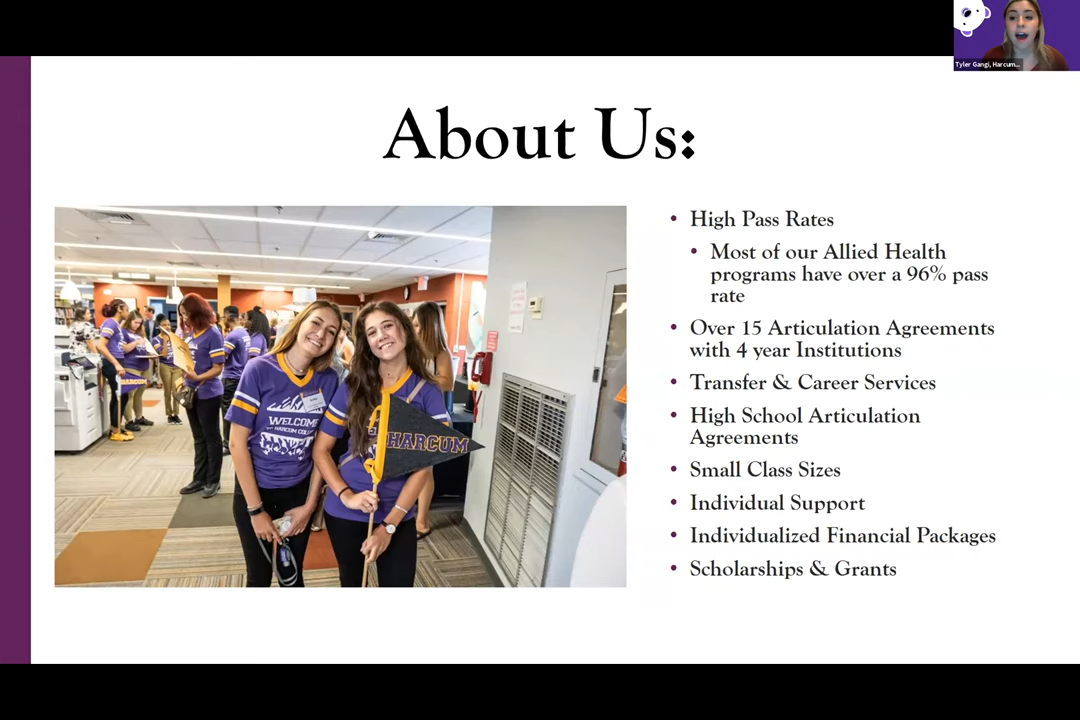 Tyler Gangi, Harcum...
About Us:
WELCOME
HARCUM
HARCUM
• High Pass Rates
• Most of our Allied Health
programs have over a 96% pass
rate
• Over 15 Articulation Agreements
with 4 year Institutions
• Transfer & Career Services
• High School Articulation
Agreements
• Small Class Sizes
• Individual Support
• Individualized Financial Packages
• Scholarships & Grants